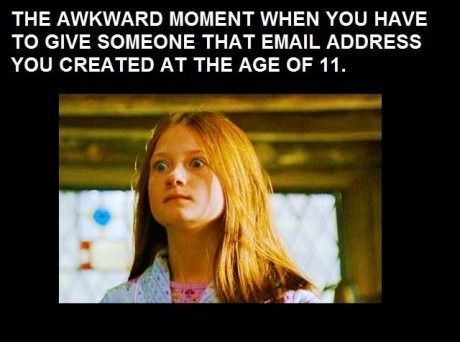 THE AWKWARD MOMENT WHEN YOU HAVE
TO GIVE SOMEONE THAT EMAIL ADDRESS
YOU CREATED AT THE AGE OF 11.